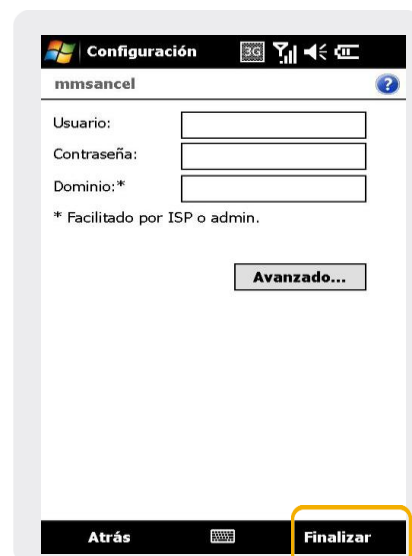 Configuración 3G
mmsancel ?
Usuario:
Contraseña:
Dominio:*
* Facilitado por ISP o admin.
Avanzado...
Atrás Finalizar